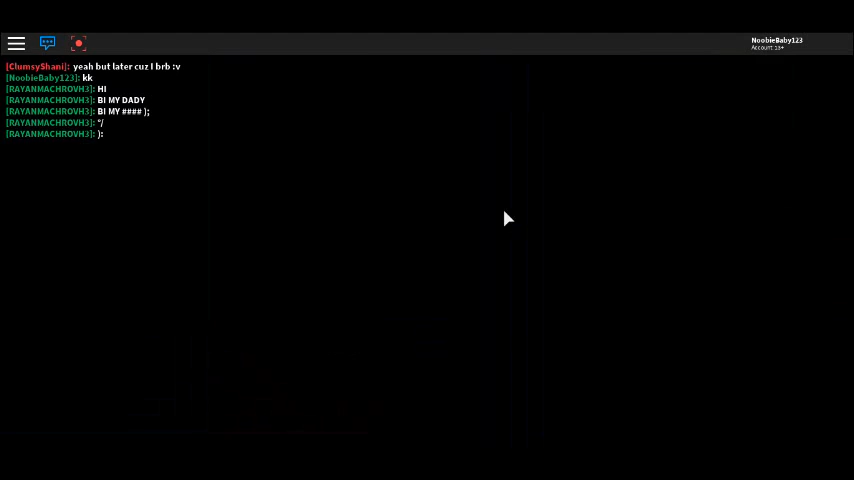 NoobieBaby123
Account: 13+
[ClumsyShani]: yeah but later cuz I brb :v
[NoobieBaby123]: kk
[RAYANMACHROVH3]: HI
[RAYANMACHROVH3]: BI MY DADY
[RAYANMACHROVH3]: BI MY #### );
[RAYANMACHROVH3]: °/
[RAYANMACHROVH3]: ):